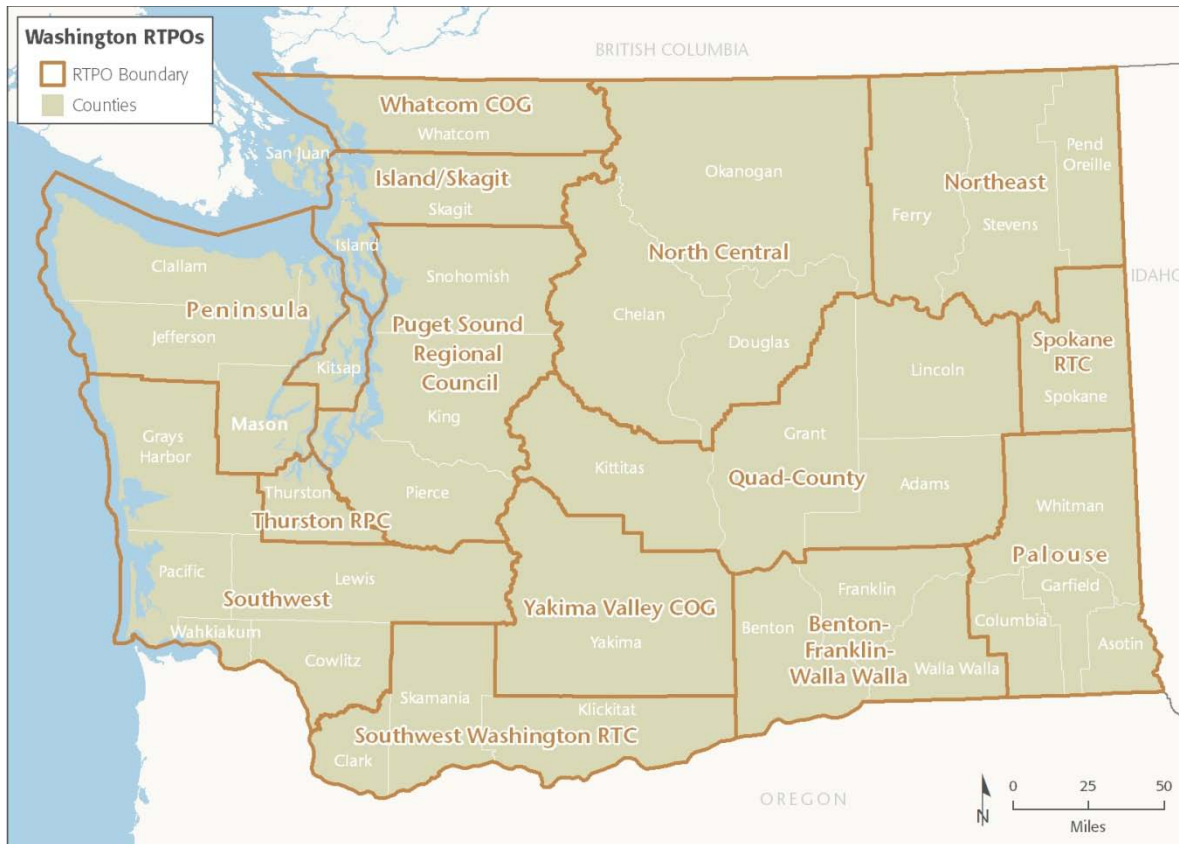 Washington RTPOs
RTPO Boundary
Counties
BRITISH COLUMBIA
Whatcom COG
Whatcom
San Juan
Island/Skagit
Skagit
Island
Okanogan
Pend
Oreille
Northeast
Ferry
Stevens
North Central
Clallam
Snohomish
IDAHO
Peninsula
Jefferson
Puget Sound
Regional
Council
Chelan
Douglas
Kitsap
Lincoln
Spokane
RTC
Spokane
King
Mason
Grays
Harbor
Grant
Kittitas
Quad-County
Adams
Pierce
Thurston
Thurston RPC
Whitman
Palouse
Pacific
Lewis
Southwest
Franklin
Garfield
Yakima Valley COG
Yakima
Benton
Benton-
Franklin-
Walla Walla
Walla Walla
Columbia
Asotin
Wahkiakum
Cowlitz
Skamania
Klickitat
Southwest Washington RTC
Clark
OREGON
N
0 25 50
Miles